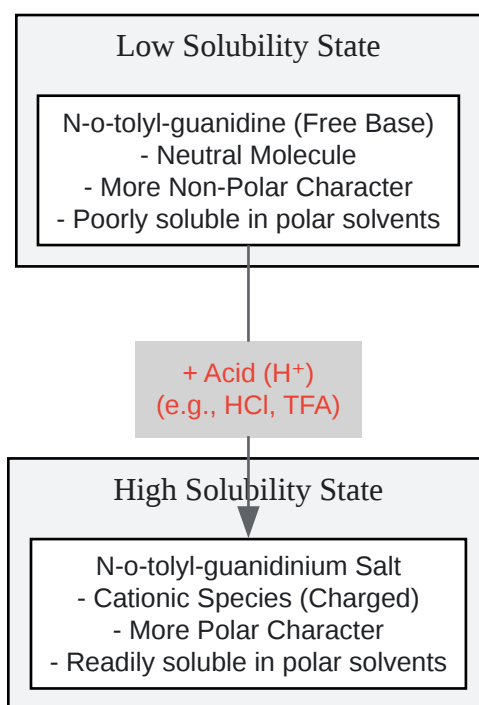 Low Solubility State
N-o-tolyl-guanidine (Free Base)
- Neutral Molecule
- More Non-Polar Character
- Poorly soluble in polar solvents
+ Acid (H⁺)
(e.g., HCl, TFA)
High Solubility State
N-o-tolyl-guanidinium Salt
- Cationic Species (Charged)
- More Polar Character
- Readily soluble in polar solvents